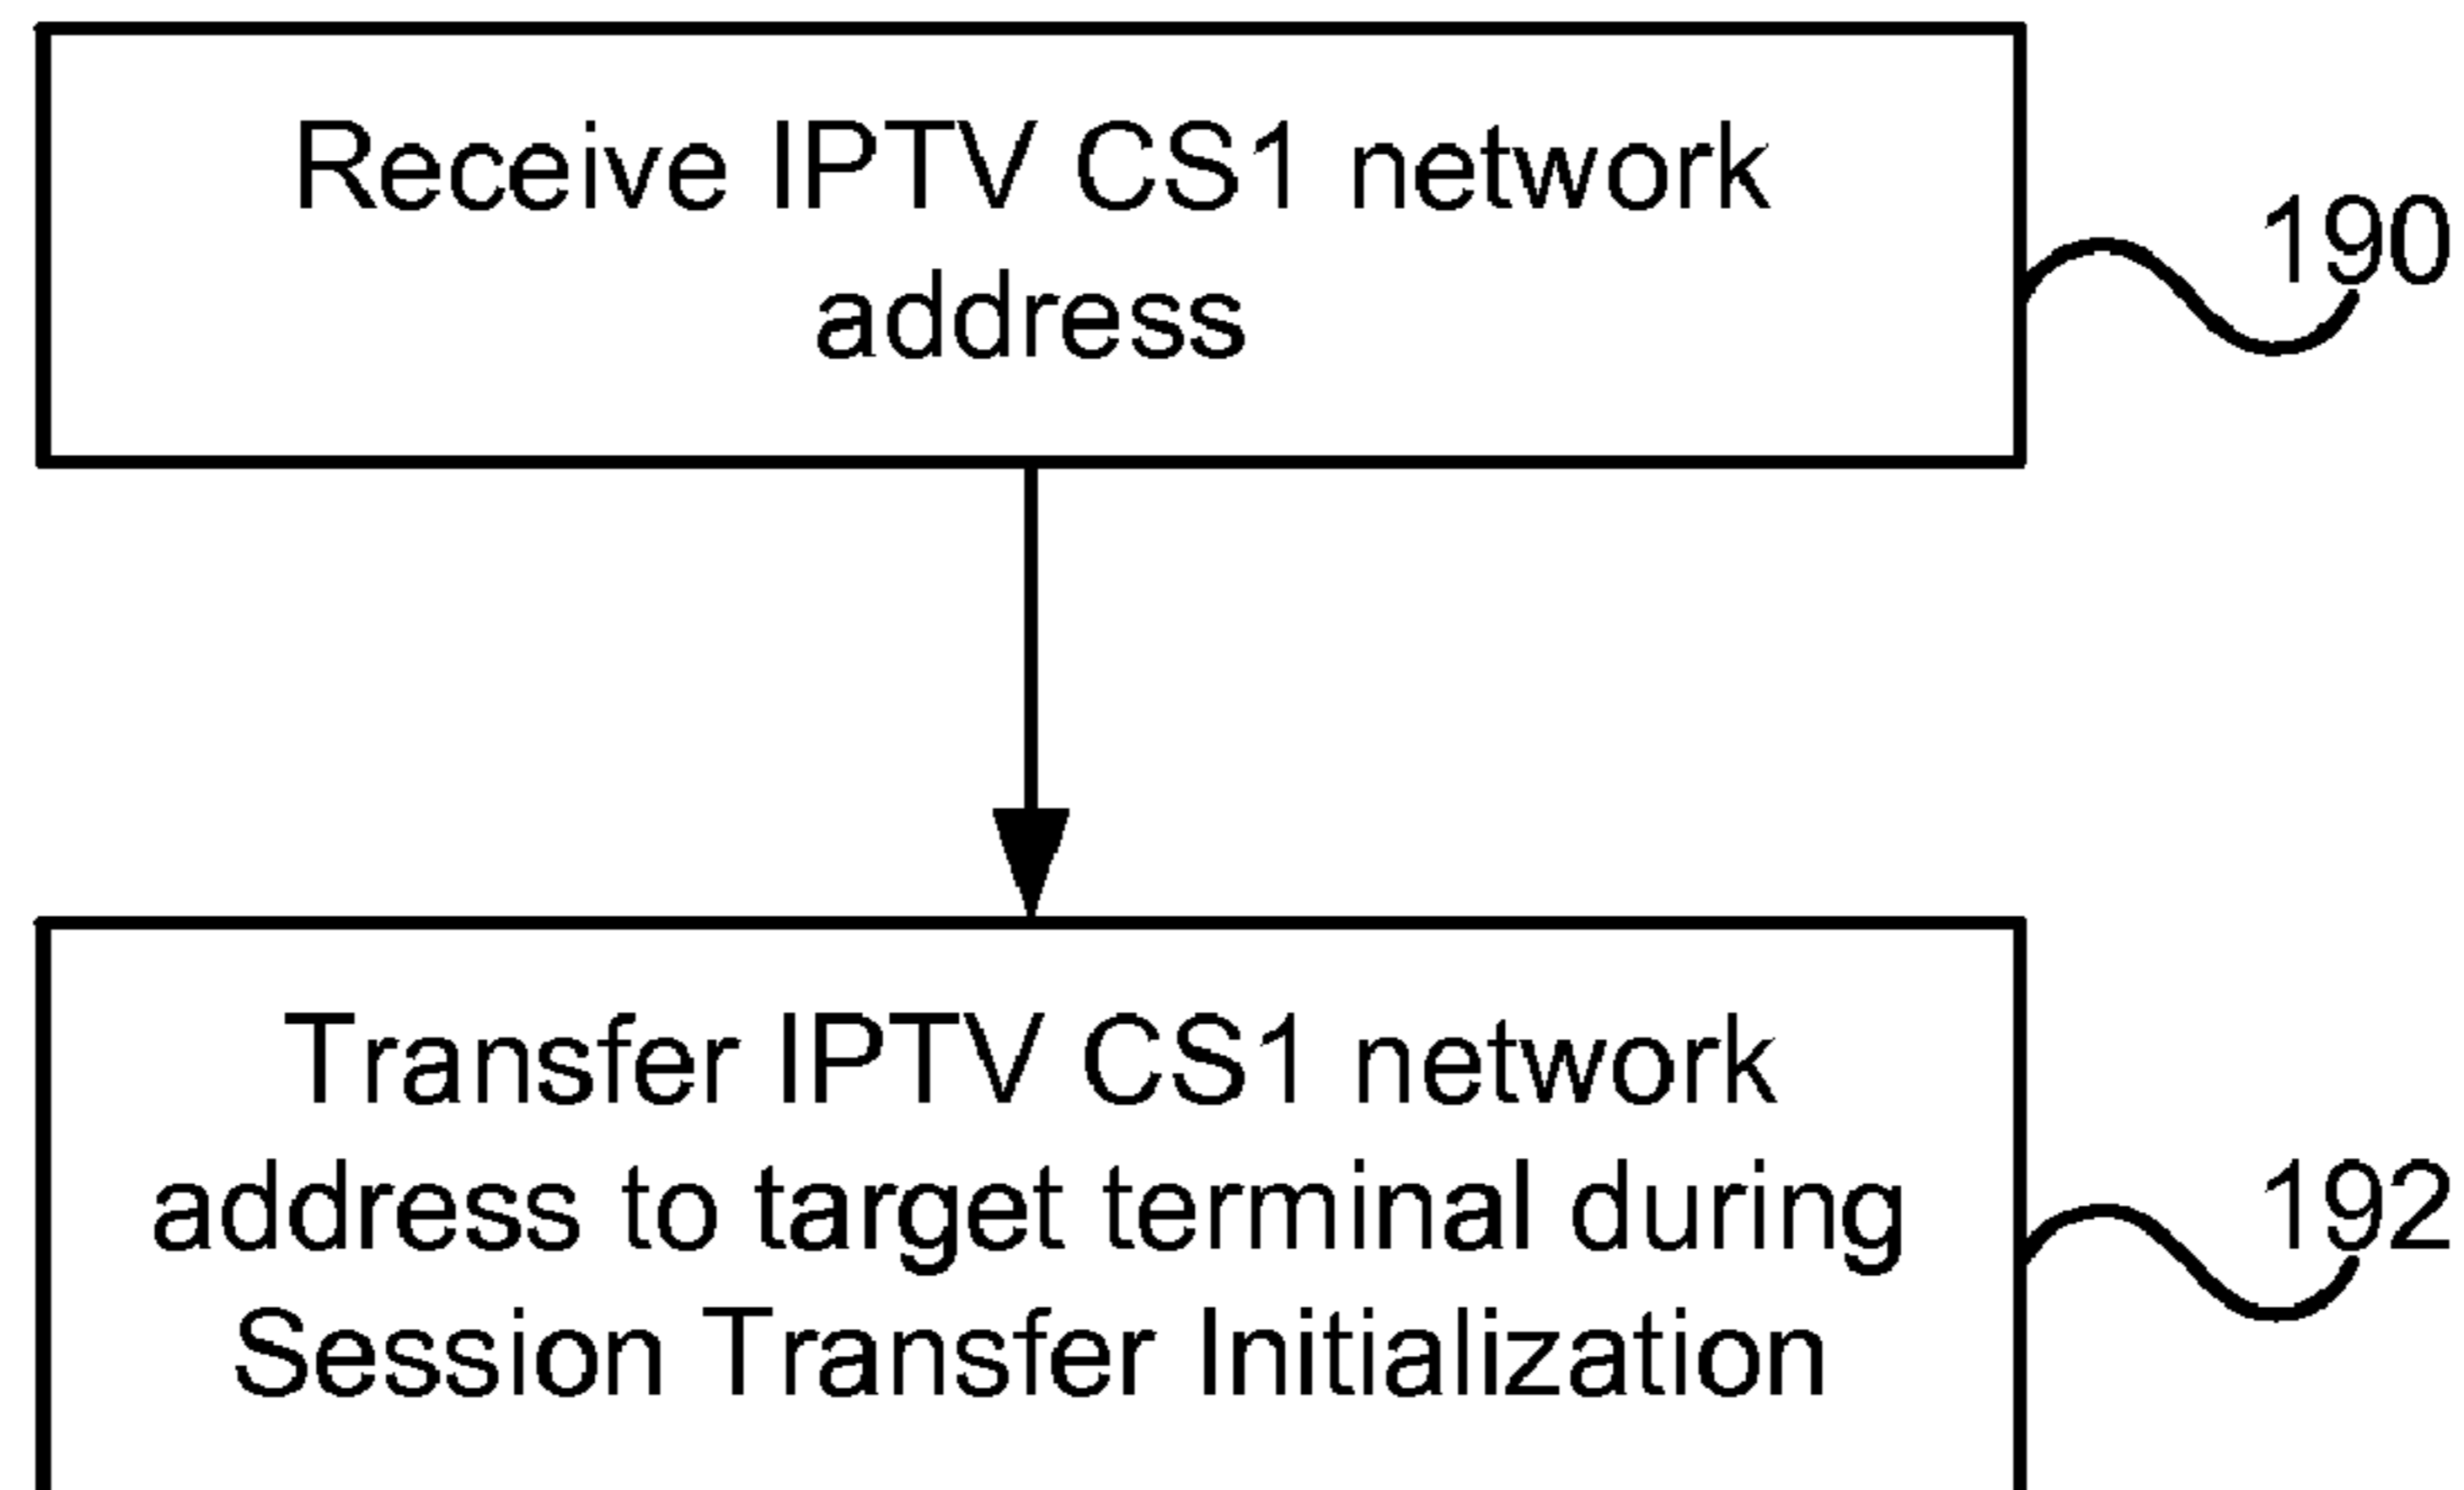 Receive IPTV CS1 network
address
190
Transfer IPTV CS1 network
address to target terminal during
Session Transfer Initialization
192